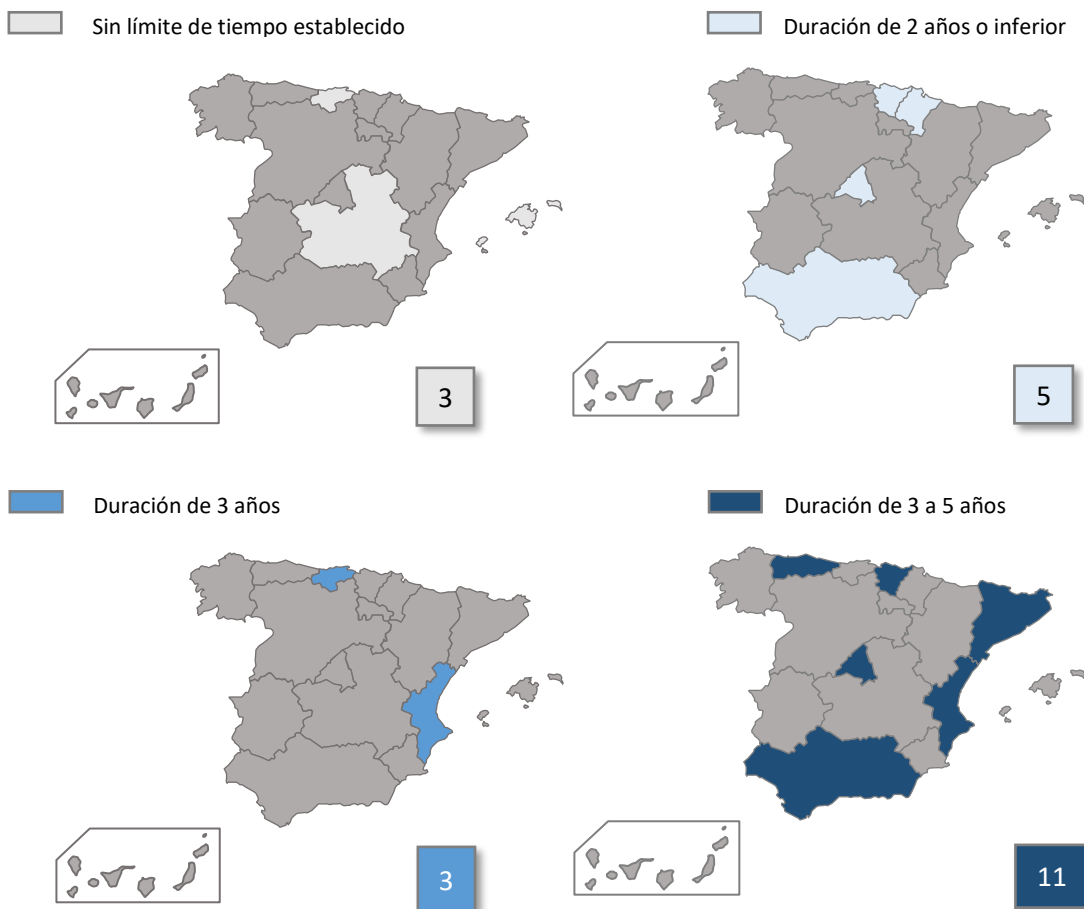 Sin límite de tiempo establecido
Duración de 2 años o inferior
3
5
Duración de 3 años
Duración de 3 a 5 años
3
11